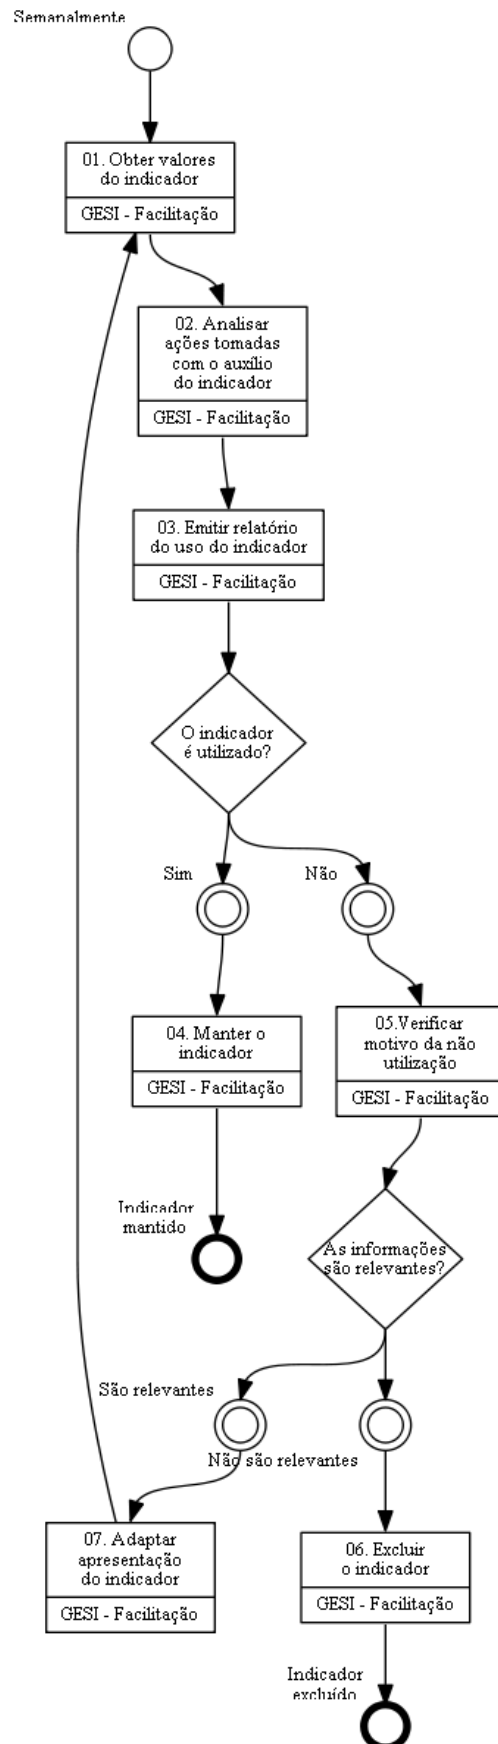 Semanalmente
01. Obter valores
do indicador
GESI - Facilitação
02. Analisar
ações tomadas
com o auxílio
do indicador
GESI - Facilitação
03. Emitir relatório
do uso do indicador
GESI - Facilitação
O indicador
é utilizado?
Sim
Não
04. Manter o
indicador
GESI - Facilitação
05.Verificar
motivo da não
utilização
GESI - Facilitação
Indicador
mantido
As informações
são relevantes?
São relevantes
Não são relevantes
07. Adaptar
apresentação
do indicador
GESI - Facilitação
06. Excluir
o indicador
GESI - Facilitação
Indicador
excluído